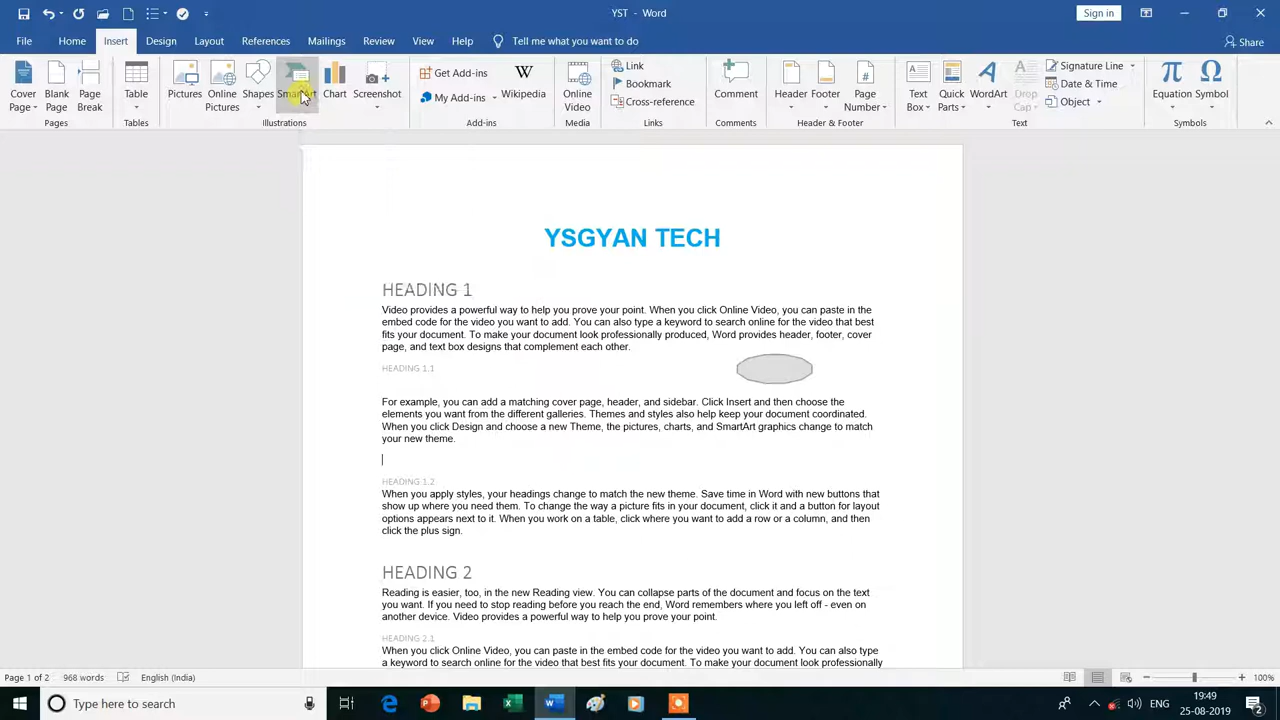 YST - Word
Sign in
File Home Insert Design Layout References Mailings Review View Help Tell me what you want to do Share
Cover Page
Blank Page
Page Break
Pages
Table
Tables
Pictures
Online Pictures
Shapes
SmartArt
Chart
Screenshot
Illustrations
Get Add-ins
My Add-ins
W
Wikipedia
Add-ins
Online Video
Media
Link
Bookmark
Cross-reference
Links
Comment
Comments
Header
Footer
Page Number
Header & Footer
Text Box
Quick Parts
WordArt
Drop Cap
Signature Line
Date & Time
Object
Text
π
Equation
Ω
Symbol
Symbols
YSGYAN TECH
HEADING 1
Video provides a powerful way to help you prove your point. When you click Online Video, you can paste in the
embed code for the video you want to add. You can also type a keyword to search online for the video that best
fits your document. To make your document look professionally produced, Word provides header, footer, cover
page, and text box designs that complement each other.
HEADING 1.1
For example, you can add a matching cover page, header, and sidebar. Click Insert and then choose the
elements you want from the different galleries. Themes and styles also help keep your document coordinated.
When you click Design and choose a new Theme, the pictures, charts, and SmartArt graphics change to match
your new theme.
HEADING 1.2
When you apply styles, your headings change to match the new theme. Save time in Word with new buttons that
show up where you need them. To change the way a picture fits in your document, click it and a button for layout
options appears next to it. When you work on a table, click where you want to add a row or a column, and then
click the plus sign.
HEADING 2
Reading is easier, too, in the new Reading view. You can collapse parts of the document and focus on the text
you want. If you need to stop reading before you reach the end, Word remembers where you left off - even on
another device. Video provides a powerful way to help you prove your point.
HEADING 2.1
When you click Online Video, you can paste in the embed code for the video you want to add. You can also type
a keyword to search online for the video that best fits your document. To make your document look professionally
Page 1 of 2 968 words English (India) 100%
Type here to search
ENG
19:49
25-08-2019
2